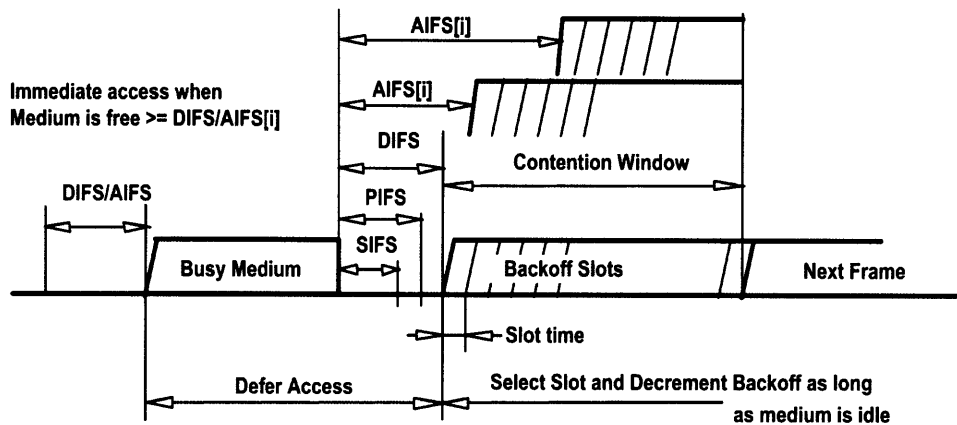 AIFS[i]
Immediate access when
Medium is free >= DIFS/AIFS[i]
AIFS[i]
DIFS
Contention Window
DIFS/AIFS
PIFS
SIFS
Busy Medium
Backoff Slots
Next Frame
Slot time
Defer Access
Select Slot and Decrement Backoff as long
as medium is idle